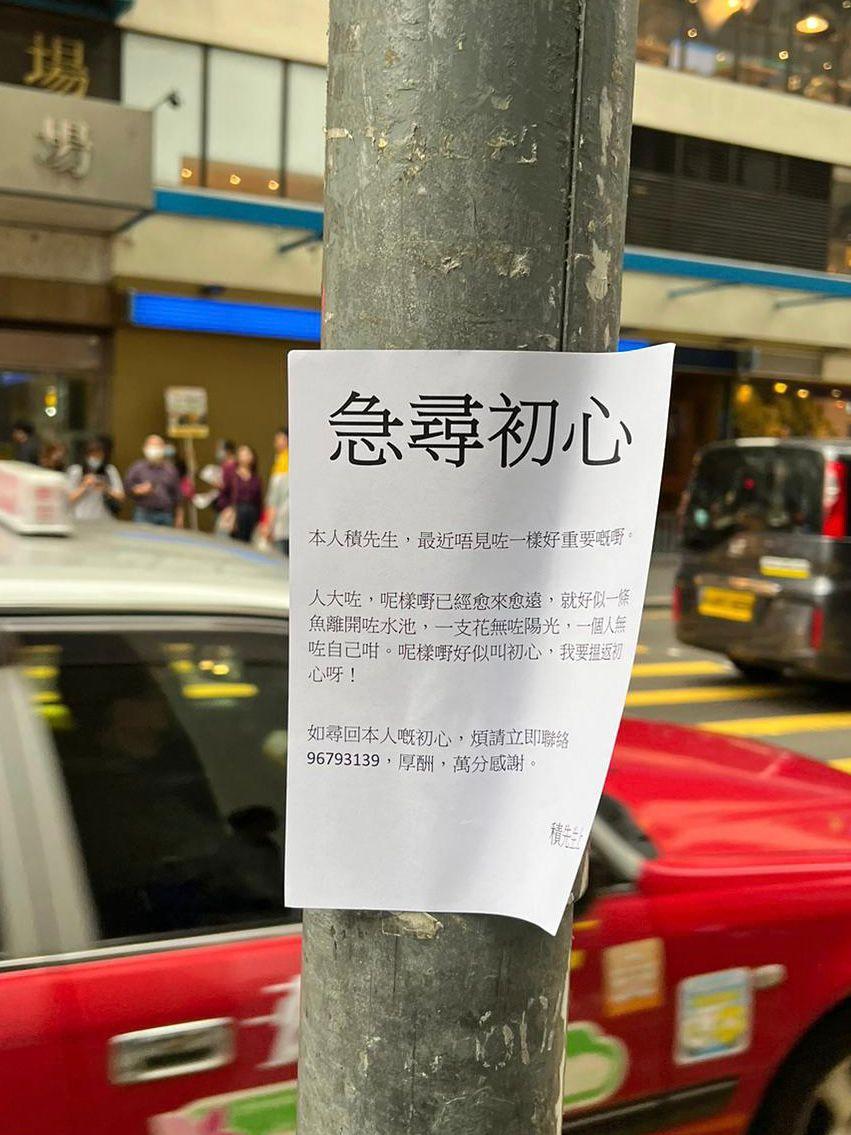 場
場
急尋初心
本人積先生，最近唔見咗一樣好重要嘅嘢。
人大咗，呢樣嘢已經愈來愈遠，就好似一條
魚離開咗水池，一支花無咗陽光，一個人無
咗自己咁。呢樣嘢好似叫初心，我要搵返初
心呀！
如尋回本人嘅初心，煩請立即聯絡
96793139，厚酬，萬分感謝。
積先生上